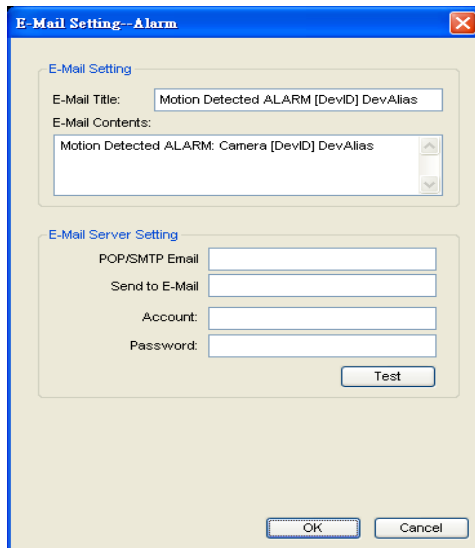 E-Mail Setting--Alarm
E-Mail Setting
E-Mail Title: Motion Detected ALARM [DevID] DevAlias
E-Mail Contents:
Motion Detected ALARM: Camera [DevID] DevAlias
E-Mail Server Setting
POP/SMTP Email
Send to E-Mail
Account:
Password:
Test
OK Cancel